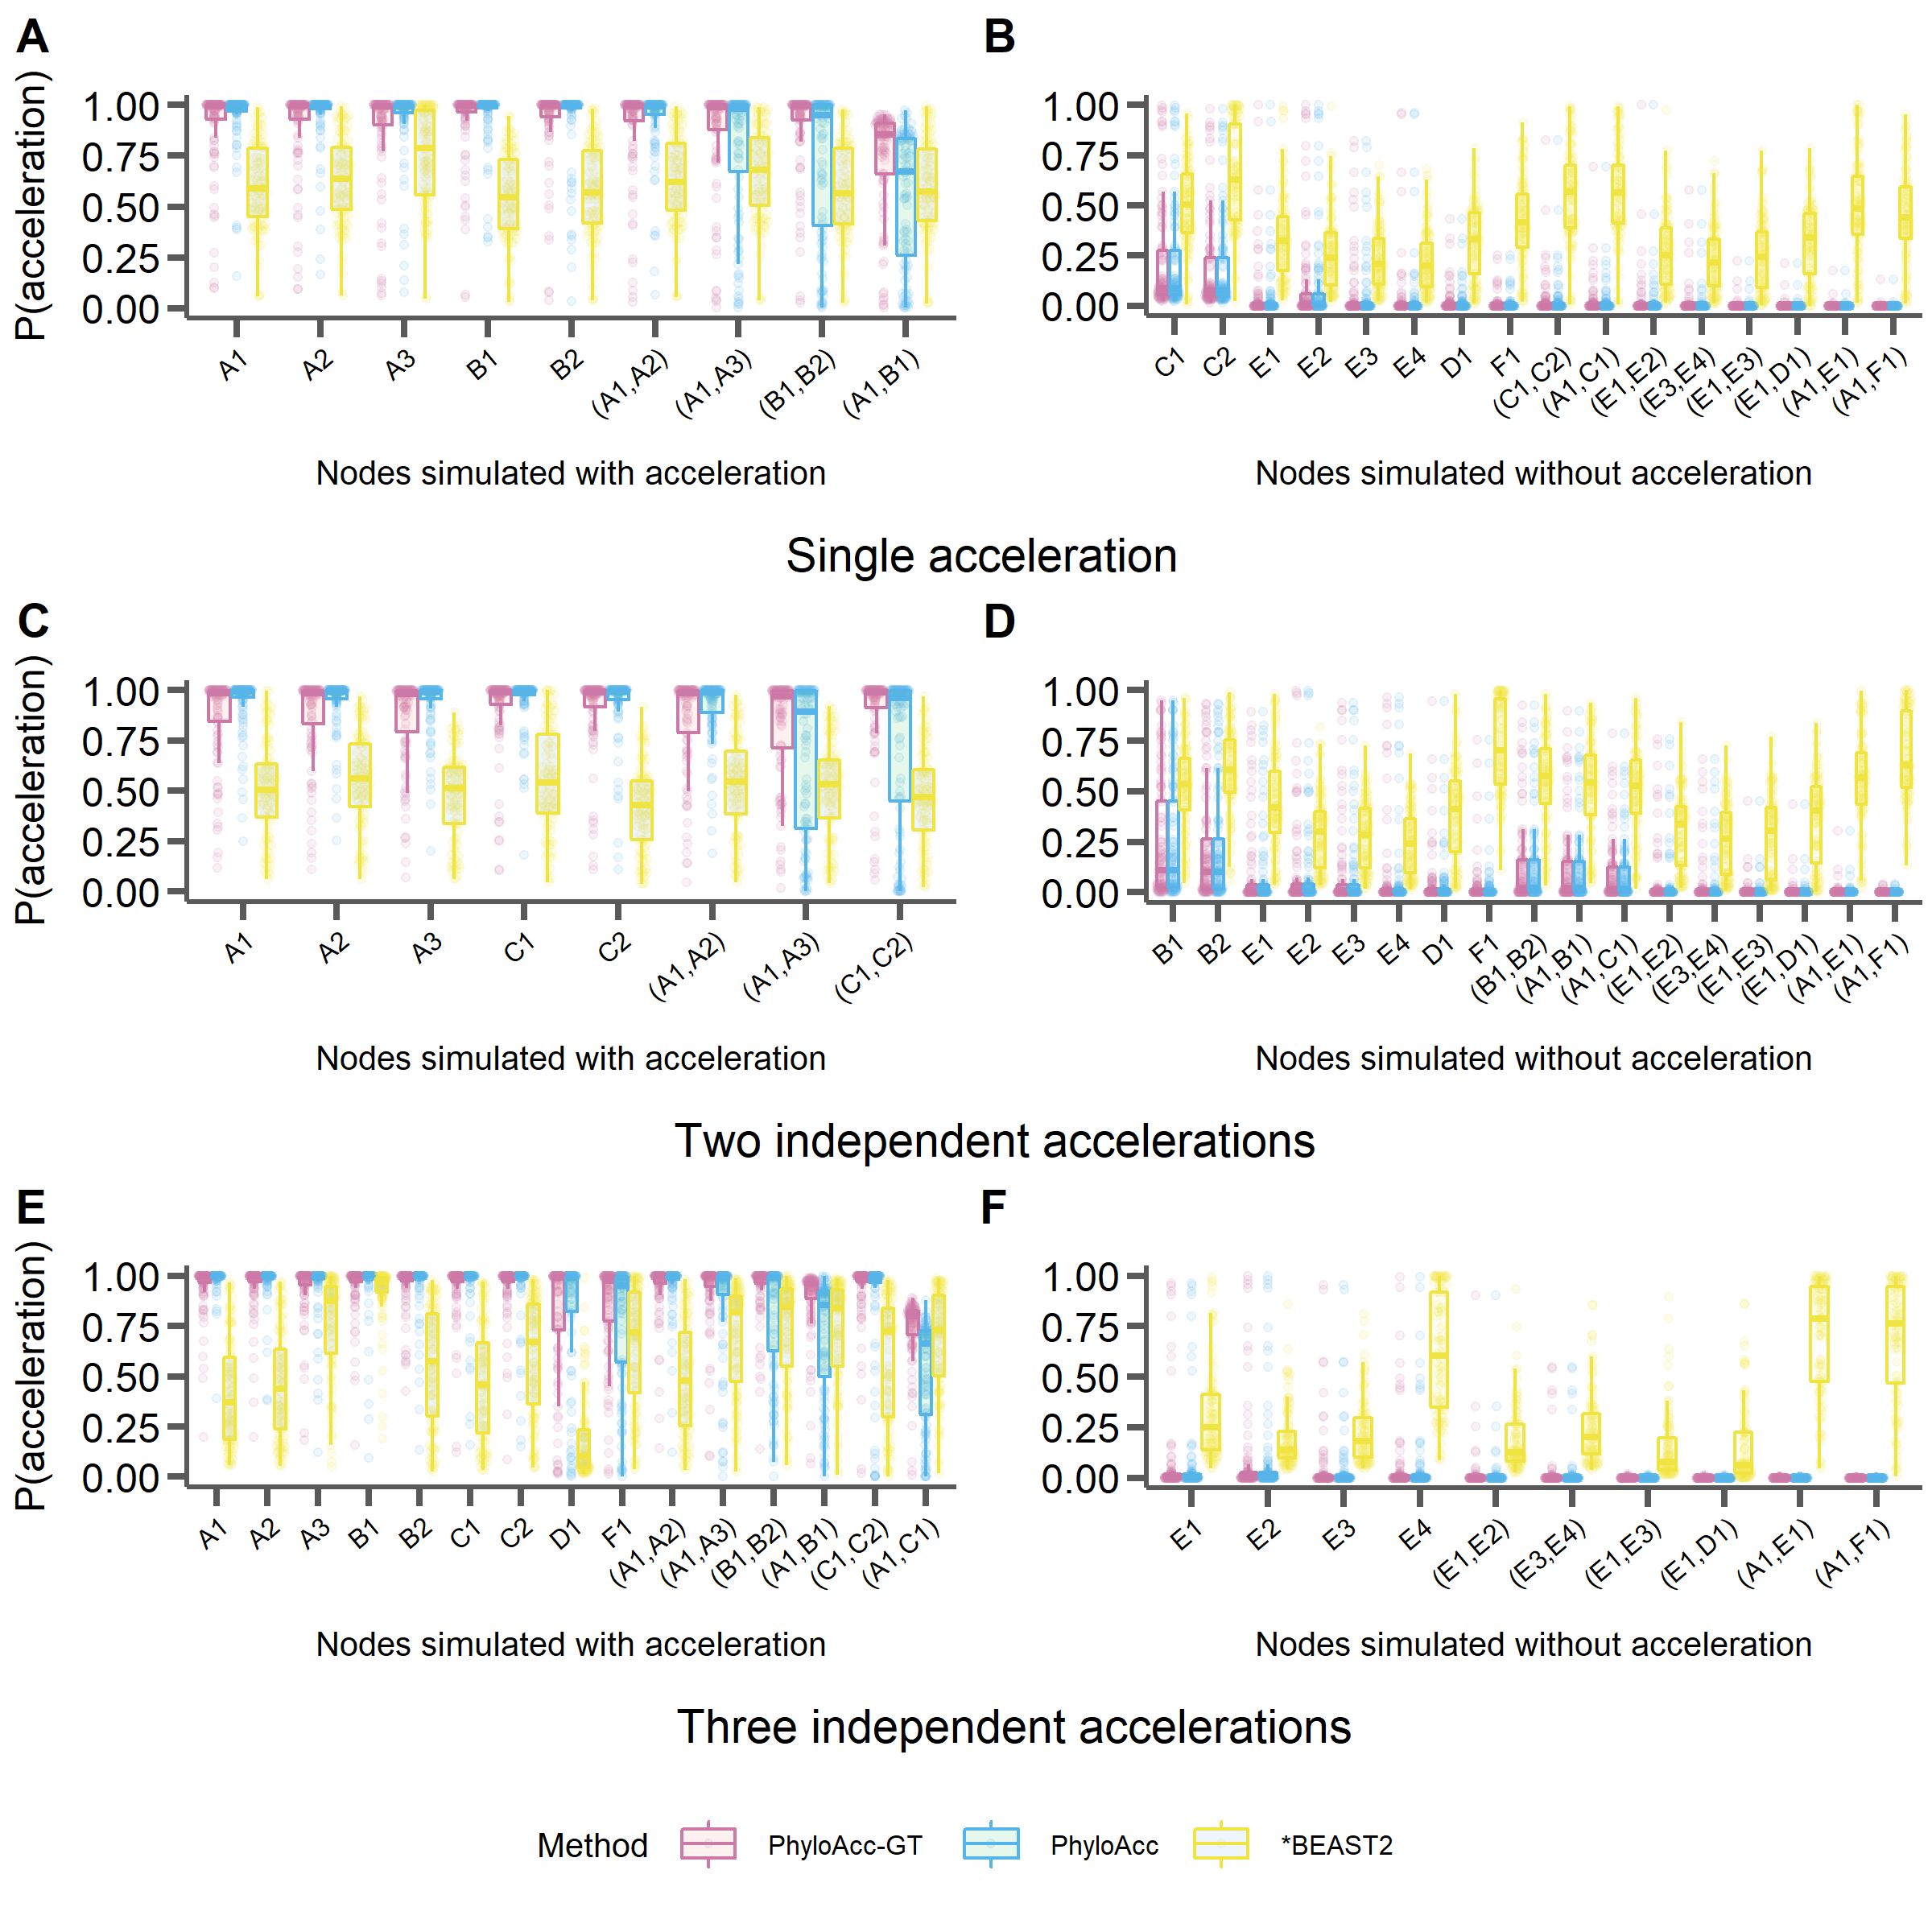 A
B
P(acceleration)
1.00
0.75
0.50
0.25
0.00
A1
A2
A3
B1
B2
(A1,A2)
(A1,A3)
(B1,B2)
(A1,B1)
Nodes simulated with acceleration
1.00
0.75
0.50
0.25
0.00
C1
C2
E1
E2
E3
E4
D1
F1
(C1,C2)
(A1,C1)
(E1,E2)
(E3,E4)
(E1,E3)
(E1,D1)
(A1,E1)
(A1,F1)
Nodes simulated without acceleration
Single acceleration
C
D
P(acceleration)
1.00
0.75
0.50
0.25
0.00
A1
A2
A3
C1
C2
(A1,A2)
(A1,A3)
(C1,C2)
Nodes simulated with acceleration
1.00
0.75
0.50
0.25
0.00
B1
B2
E1
E2
E3
E4
D1
F1
(B1,B2)
(A1,B1)
(A1,C1)
(E1,E2)
(E3,E4)
(E1,E3)
(E1,D1)
(A1,E1)
(A1,F1)
Nodes simulated without acceleration
Two independent accelerations
E
F
P(acceleration)
1.00
0.75
0.50
0.25
0.00
A1
A2
A3
B1
B2
C1
C2
D1
F1
(A1,A2)
(A1,A3)
(B1,B2)
(A1,B1)
(C1,C2)
(A1,C1)
Nodes simulated with acceleration
1.00
0.75
0.50
0.25
0.00
E1
E2
E3
E4
(E1,E2)
(E3,E4)
(E1,E3)
(E1,D1)
(A1,E1)
(A1,F1)
Nodes simulated without acceleration
Three independent accelerations
Method PhyloAcc-GT PhyloAcc *BEAST2